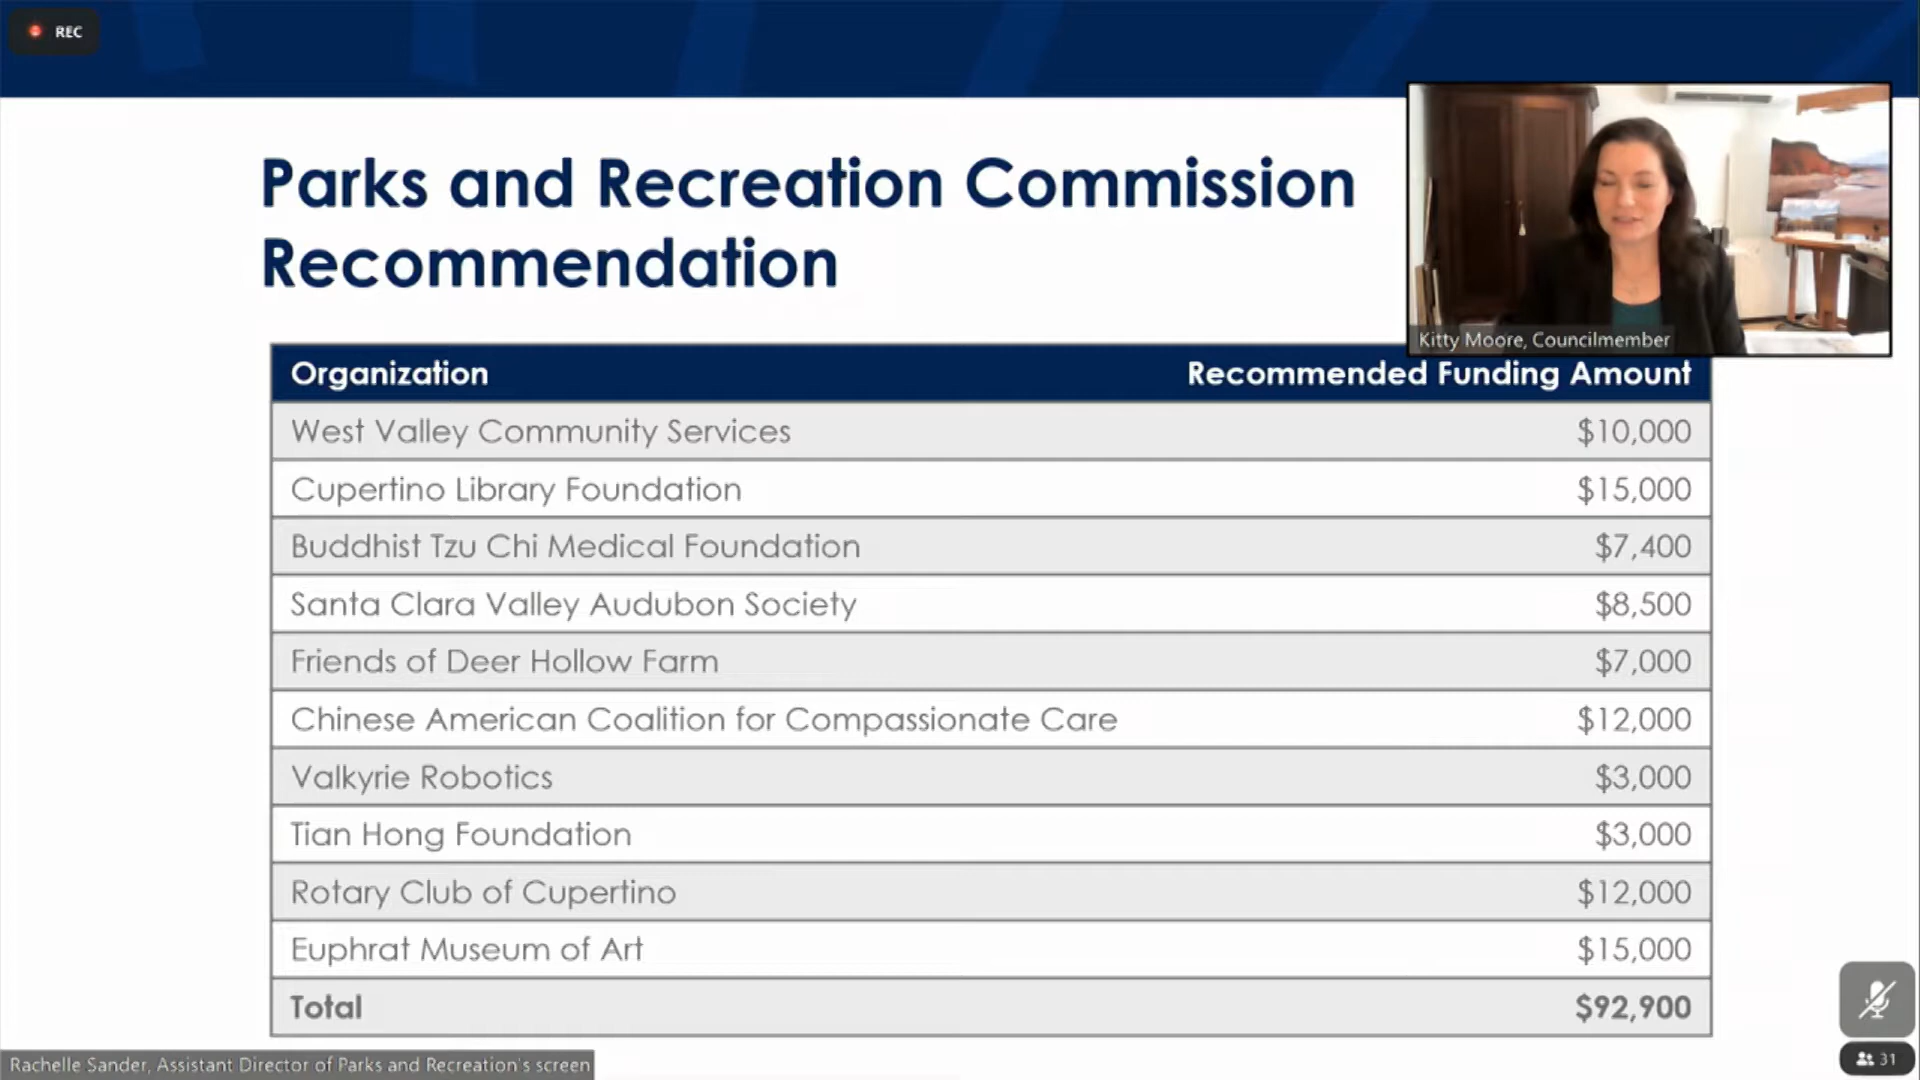 REC
Parks and Recreation Commission
Recommendation
Kitty Moore, Councilmember
Organization Recommended Funding Amount
West Valley Community Services $10,000
Cupertino Library Foundation $15,000
Buddhist Tzu Chi Medical Foundation $7,400
Santa Clara Valley Audubon Society $8,500
Friends of Deer Hollow Farm $7,000
Chinese American Coalition for Compassionate Care $12,000
Valkyrie Robotics $3,000
Tian Hong Foundation $3,000
Rotary Club of Cupertino $12,000
Euphrat Museum of Art $15,000
Total $92,900
Rachelle Sander, Assistant Director of Parks and Recreation's screen
31